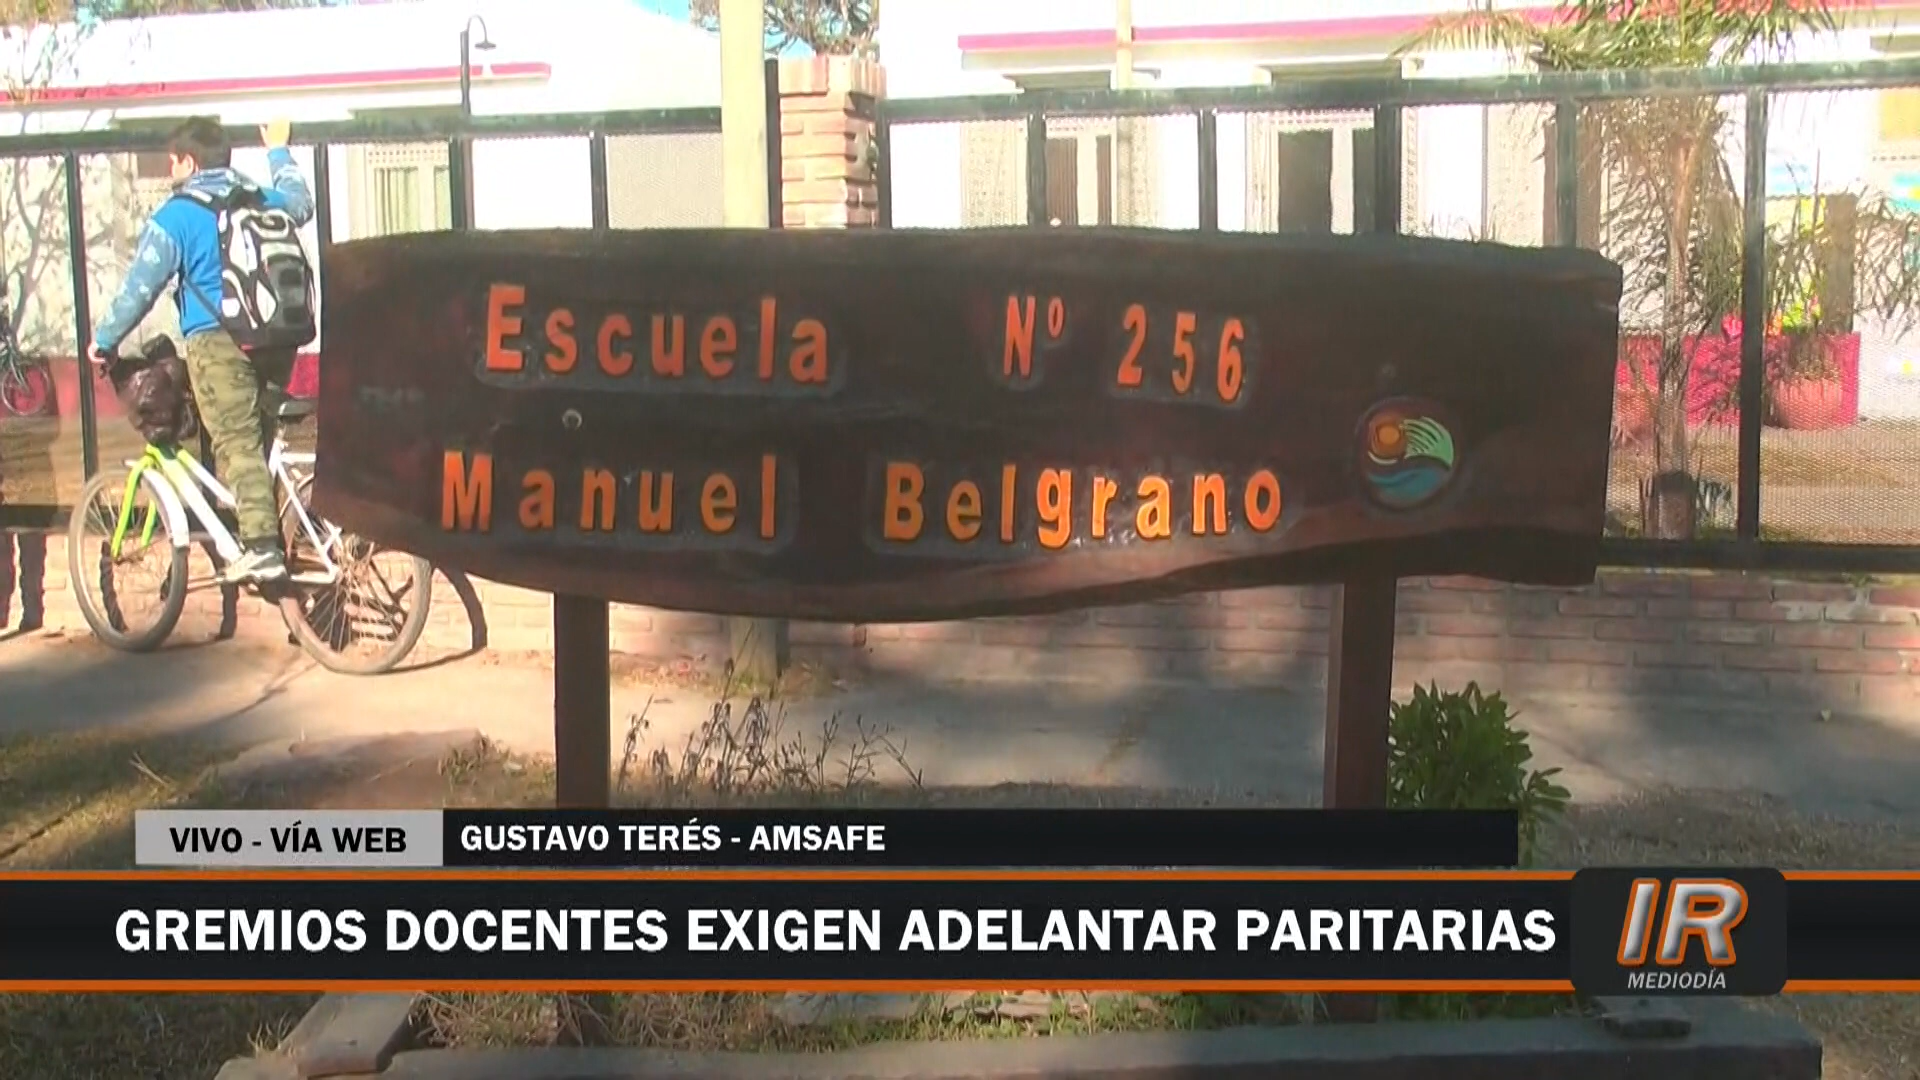 Escuela Nº 256
Manuel Belgrano
VIVO - VÍA WEB
GUSTAVO TERÉS - AMSAFE
GREMIOS DOCENTES EXIGEN ADELANTAR PARITARIAS
IR
MEDIODÍA